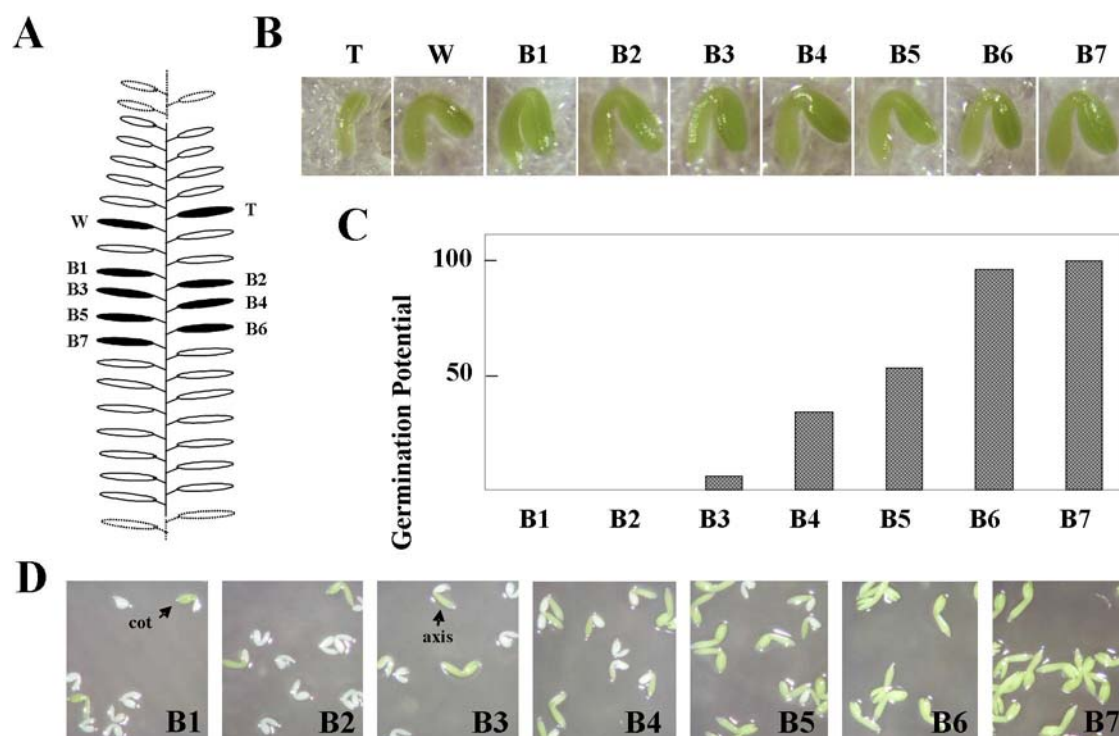 A
W
T
B1
B2
B3
B4
B5
B6
B7
B
T W B1 B2 B3 B4 B5 B6 B7
C
Germination Potential
100
50
B1 B2 B3 B4 B5 B6 B7
D
cot
axis
B1 B2 B3 B4 B5 B6 B7